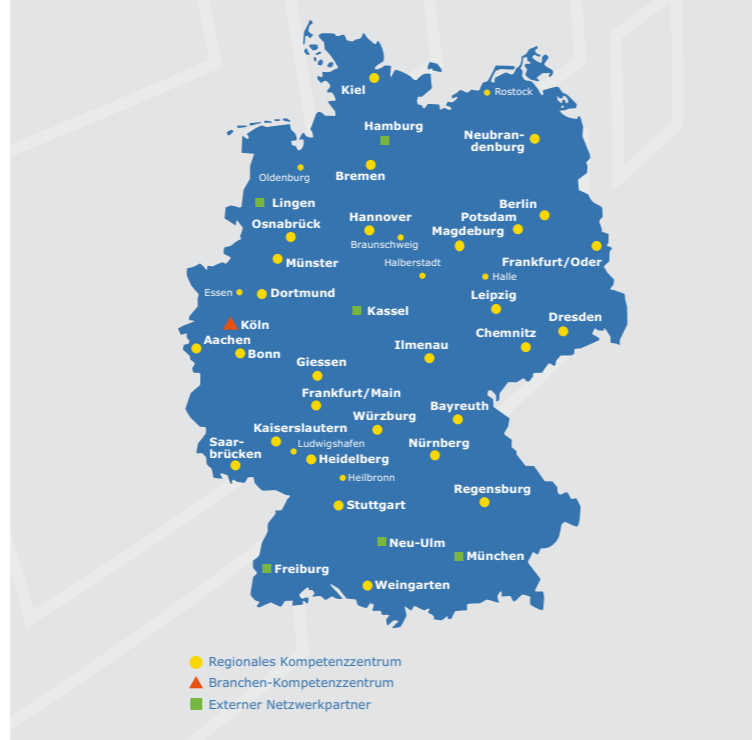 Kiel
Rostock
Hamburg
Neubran-
denburg
Oldenburg
Bremen
Lingen
Hannover
Berlin
Potsdam
Osnabrück
Braunschweig
Magdeburg
Münster
Halberstadt
Frankfurt/Oder
Halle
Essen
Dortmund
Leipzig
Kassel
Dresden
Köln
Chemnitz
Aachen
Ilmenau
Bonn
Giessen
Frankfurt/Main
Bayreuth
Würzburg
Kaiserslautern
Ludwigshafen
Nürnberg
Saar-
brücken
Heidelberg
Heilbronn
Regensburg
Stuttgart
Neu-Ulm
München
Freiburg
Weingarten
Regionales Kompetenzzentrum
Branchen-Kompetenzzentrum
Externer Netzwerkpartner